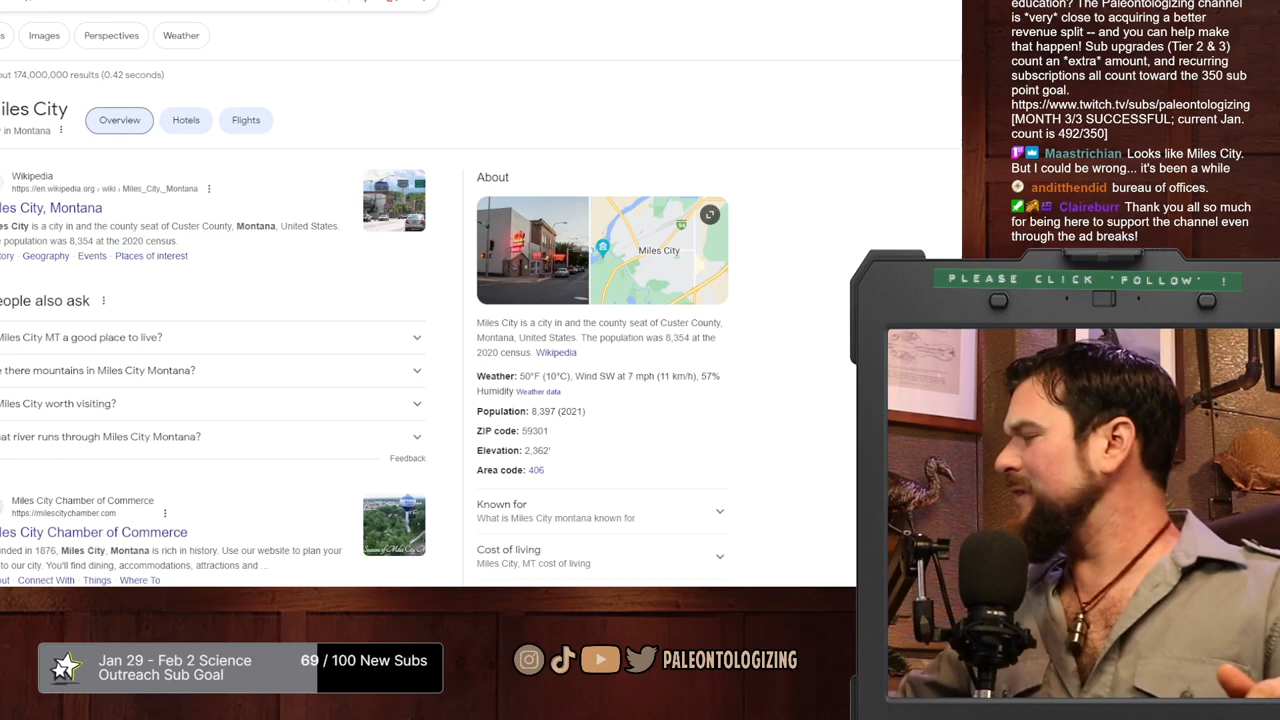 Images
Perspectives
Weather
out 174,000,000 results (0.42 seconds)
iles City
in Montana
Overview
Hotels
Flights
Wikipedia
https://en.wikipedia.org › wiki › Miles_City,_Montana
les City, Montana
es City is a city in and the county seat of Custer County, Montana, United States.
population was 8,354 at the 2020 census.
tory · Geography · Events · Places of interest
eople also ask
Miles City MT a good place to live?
e there mountains in Miles City Montana?
Miles City worth visiting?
at river runs through Miles City Montana?
Feedback
Miles City Chamber of Commerce
https://milescitychamber.com
les City Chamber of Commerce
unded in 1876, Miles City, Montana is rich in history. Use our website to plan your
to our city. You'll find dining, accommodations, attractions and ...
out · Connect With · Things · Where To
About
Miles City
Miles City is a city in and the county seat of Custer County,
Montana, United States. The population was 8,354 at the
2020 census. Wikipedia
Weather: 50°F (10°C), Wind SW at 7 mph (11 km/h), 57%
Humidity Weather data
Population: 8,397 (2021)
ZIP code: 59301
Elevation: 2,362′
Area code: 406
Known for
What is Miles City montana known for
Cost of living
Miles City, MT cost of living
education? The Paleontologizing channel
is *very* close to acquiring a better
revenue split -- and you can help make
that happen! Sub upgrades (Tier 2 & 3)
count an *extra* amount, and recurring
subscriptions all count toward the 350 sub
point goal.
https://www.twitch.tv/subs/paleontologizing
[MONTH 3/3 SUCCESSFUL; current Jan.
count is 492/350]
Maastrichian Looks like Miles City.
But I could be wrong... it's been a while
anditthendid bureau of offices.
Claireburr Thank you all so much
for being here to support the channel even
through the ad breaks!
PLEASE CLICK 'FOLLOW' !
Jan 29 - Feb 2 Science
Outreach Sub Goal
69 / 100 New Subs
PALEONTOLOGIZING